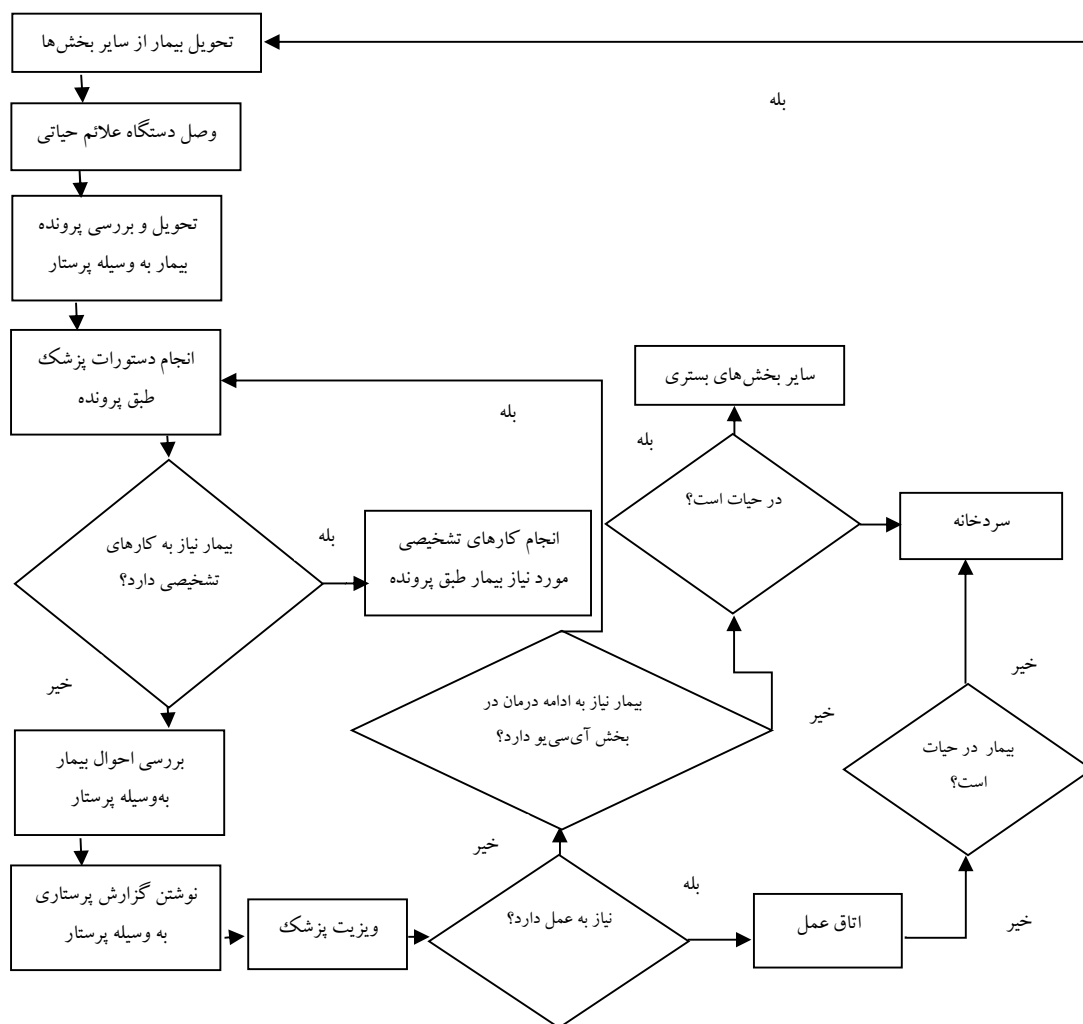 تحویل بیمار از سایر بخش‌ها
بله
وصل دستگاه علائم حیاتی
تحویل و بررسی پرونده
بیمار به وسیله پرستار
انجام دستورات پزشک
طبق پرونده
بله
سایر بخش‌های بستری
بله
در حیات است؟
سردخانه
بیمار نیاز به کارهای
تشخیصی دارد؟
بله
انجام کارهای تشخیصی
مورد نیاز بیمار طبق پرونده
خیر
بیمار نیاز به ادامه درمان در
بخش آی‌سی‌یو دارد؟
خیر
خیر
بیمار در حیات
است؟
بررسی احوال بیمار
به‌وسیله پرستار
خیر
نوشتن گزارش پرستاری
به وسیله پرستار
ویزیت پزشک
نیاز به عمل دارد؟
بله
اتاق عمل
خیر